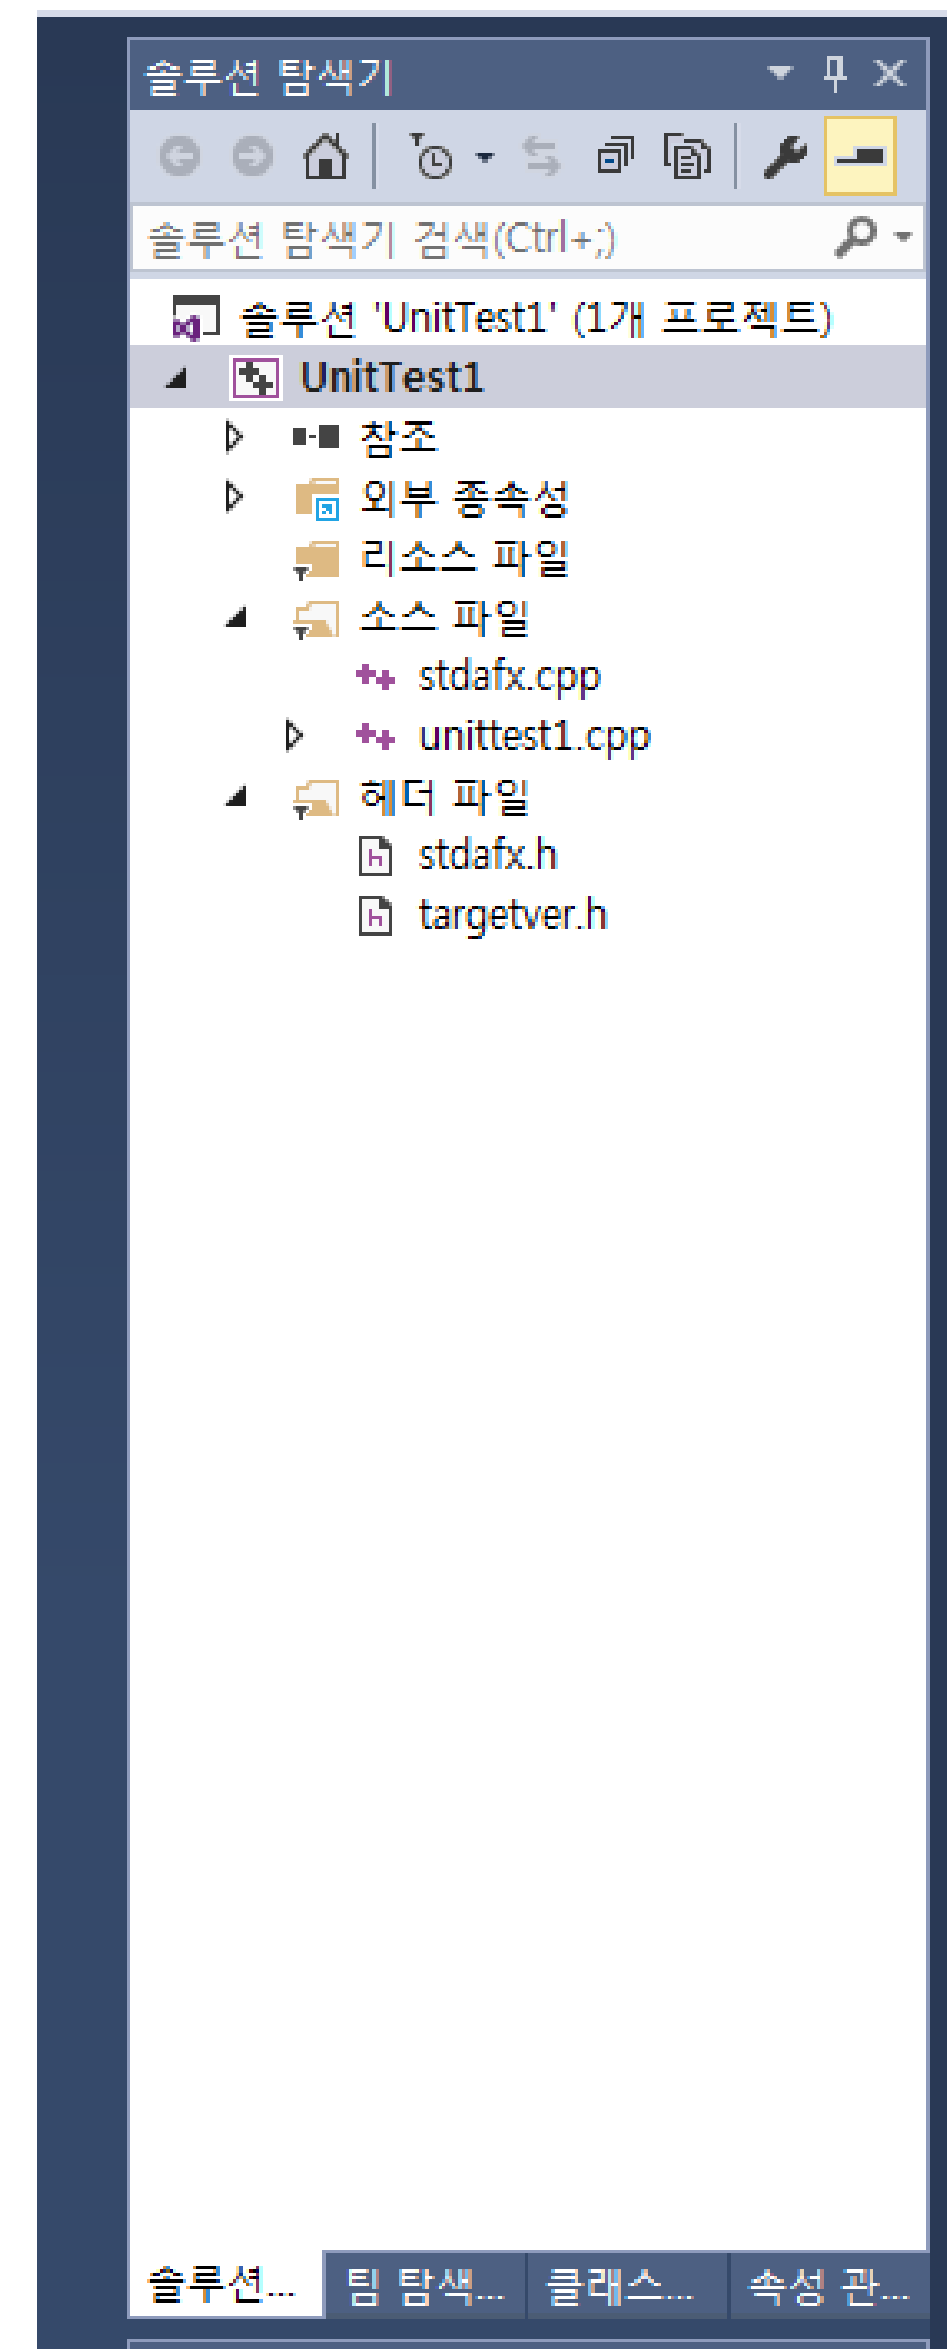 솔루션 탐색기
솔루션 탐색기 검색(Ctrl+;)
솔루션 'UnitTest1' (1개 프로젝트)
UnitTest1
참조
외부 종속성
리소스 파일
소스 파일
stdafx.cpp
unittest1.cpp
헤더 파일
stdafx.h
targetver.h
솔루션... 팀 탐색... 클래스... 속성 관...